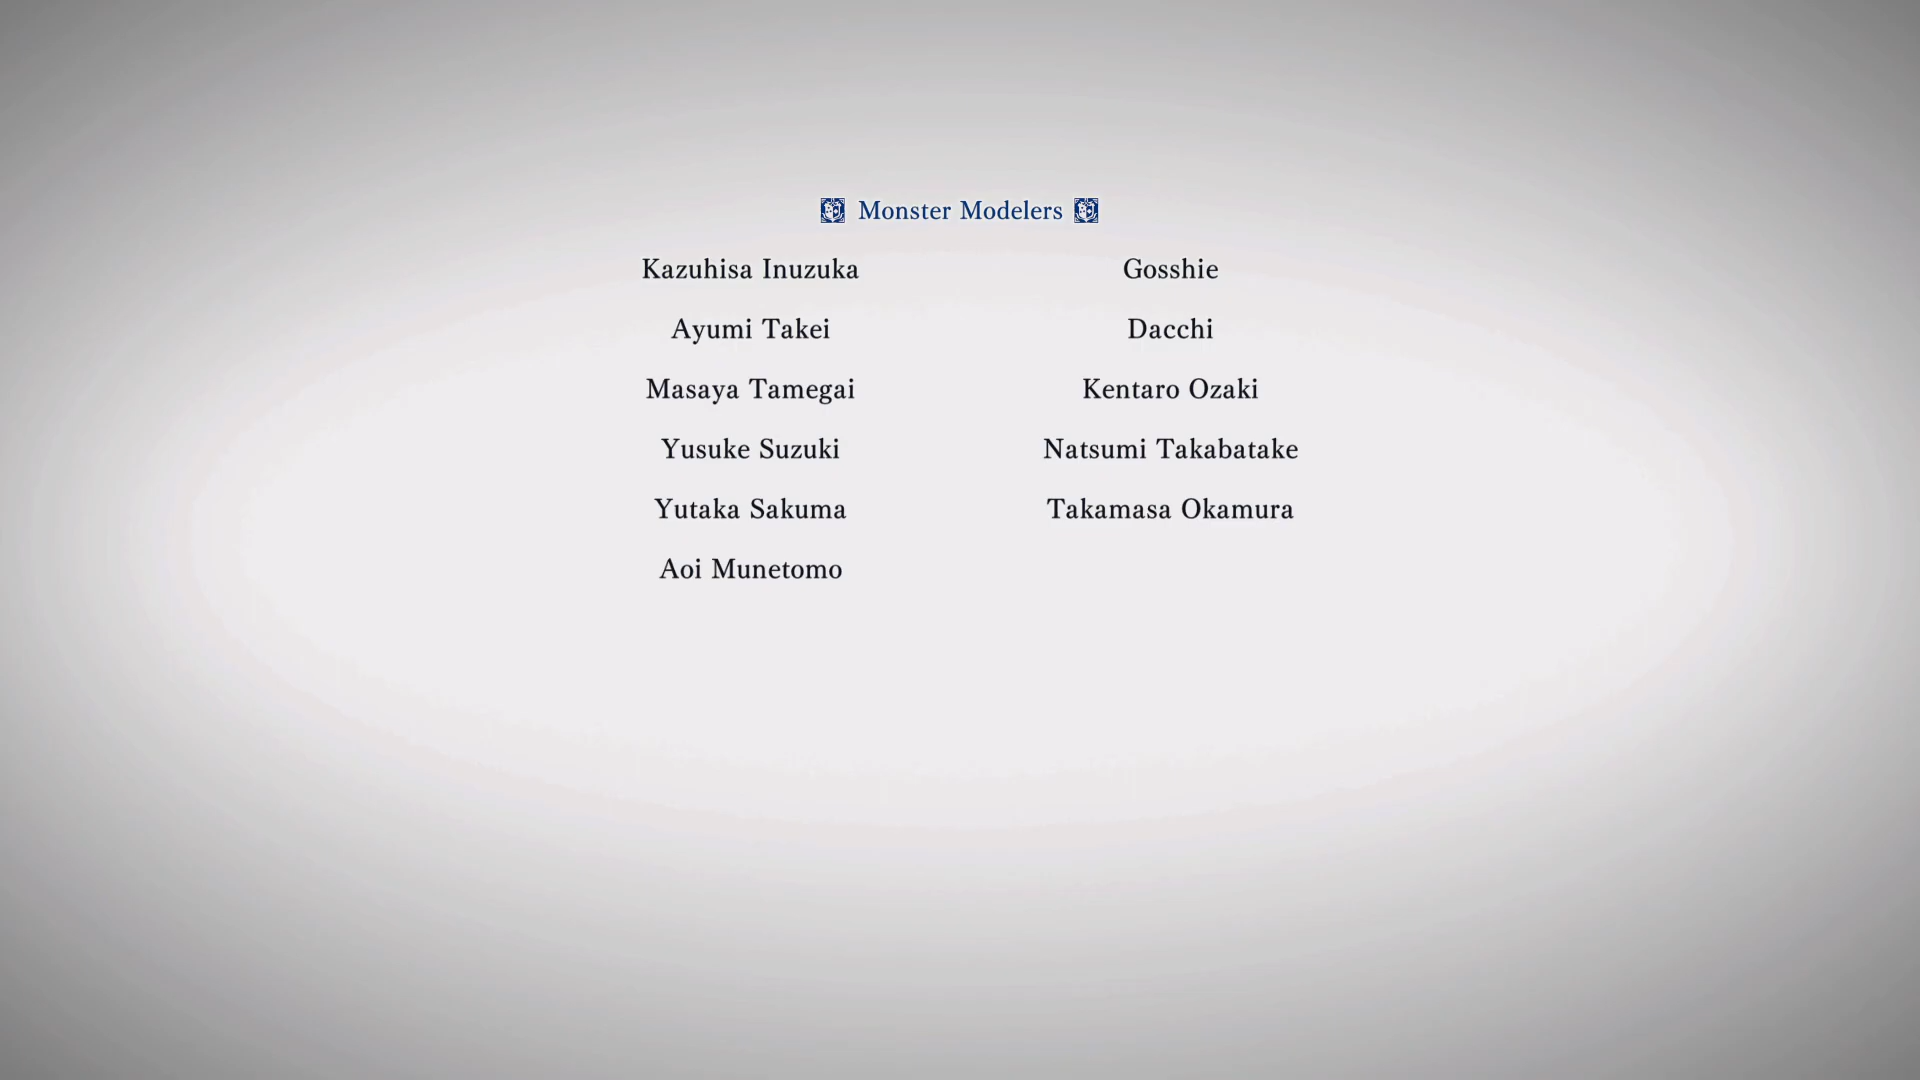 Monster Modelers
Kazuhisa Inuzuka
Gosshie
Ayumi Takei
Dacchi
Masaya Tamegai
Kentaro Ozaki
Yusuke Suzuki
Natsumi Takabatake
Yutaka Sakuma
Takamasa Okamura
Aoi Munetomo